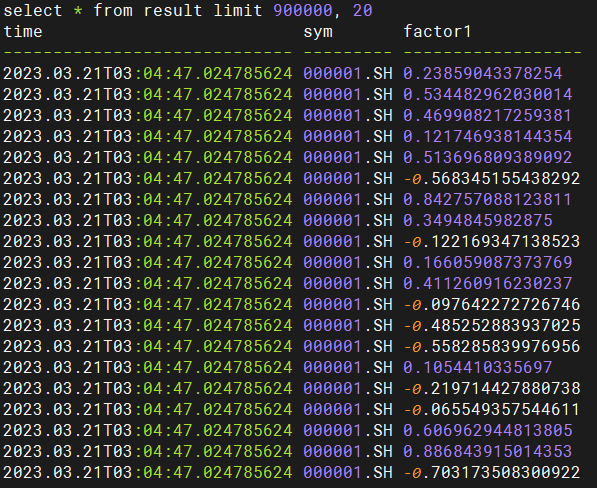 select * from result limit 900000, 20
time sym factor1
----------------------------- --------- ------------------
2023.03.21T03:04:47.024785624 000001.SH 0.23859043378254
2023.03.21T03:04:47.024785624 000001.SH 0.534482962030014
2023.03.21T03:04:47.024785624 000001.SH 0.469908217259381
2023.03.21T03:04:47.024785624 000001.SH 0.121746938144354
2023.03.21T03:04:47.024785624 000001.SH 0.513696809389092
2023.03.21T03:04:47.024785624 000001.SH -0.568345155438292
2023.03.21T03:04:47.024785624 000001.SH 0.842757088123811
2023.03.21T03:04:47.024785624 000001.SH 0.3494845982875
2023.03.21T03:04:47.024785624 000001.SH -0.122169347138523
2023.03.21T03:04:47.024785624 000001.SH 0.166059087373769
2023.03.21T03:04:47.024785624 000001.SH 0.411260916230237
2023.03.21T03:04:47.024785624 000001.SH -0.097642272726746
2023.03.21T03:04:47.024785624 000001.SH -0.485252883937025
2023.03.21T03:04:47.024785624 000001.SH -0.558285839976956
2023.03.21T03:04:47.024785624 000001.SH 0.1054410335697
2023.03.21T03:04:47.024785624 000001.SH -0.219714427880738
2023.03.21T03:04:47.024785624 000001.SH -0.065549357544611
2023.03.21T03:04:47.024785624 000001.SH 0.606962944813805
2023.03.21T03:04:47.024785624 000001.SH 0.886843915014353
2023.03.21T03:04:47.024785624 000001.SH -0.703173508300922